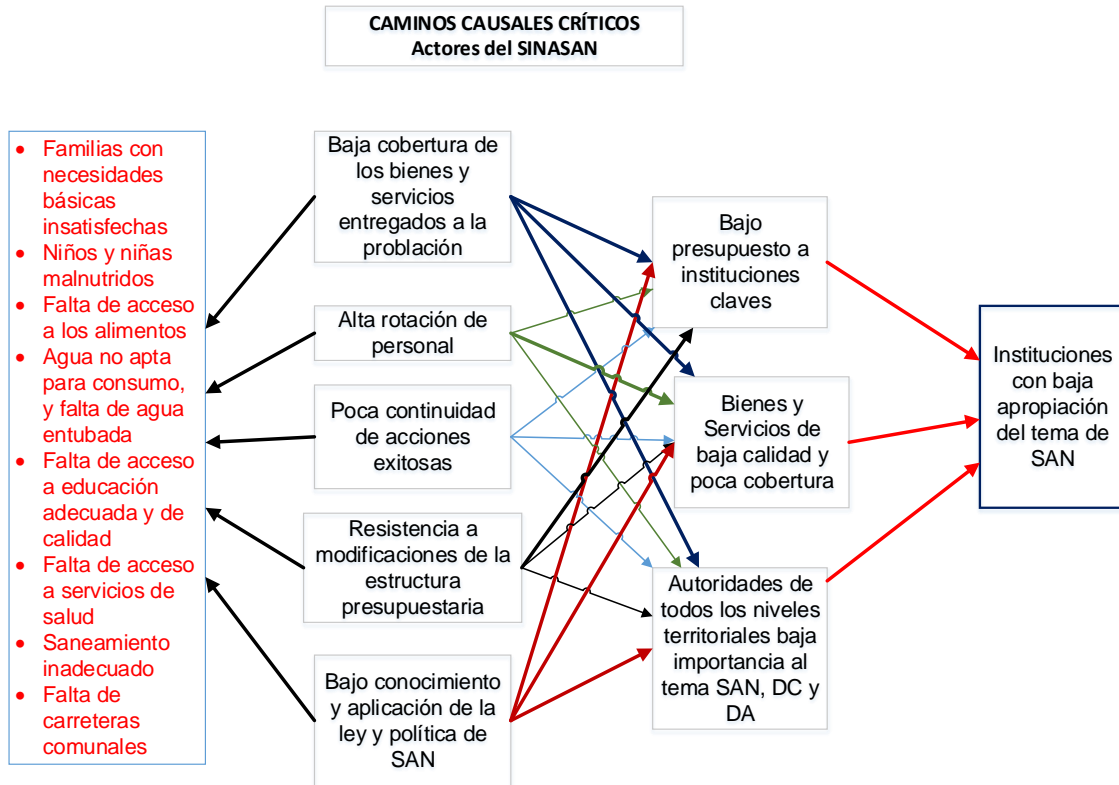 CAMINOS CAUSALES CRÍTICOS
Actores del SINASAN
• Familias con
necesidades
básicas
insatisfechas
• Niños y niñas
malnutridos
• Falta de acceso
a los alimentos
• Agua no apta
para consumo,
y falta de agua
entubada
• Falta de acceso
a educación
adecuada y de
calidad
• Falta de acceso
a servicios de
salud
• Saneamiento
inadecuado
• Falta de
carreteras
comunales
Baja cobertura de
los bienes y
servicios
entregados a la
problación
Alta rotación de
personal
Poca continuidad
de acciones
exitosas
Resistencia a
modificaciones de la
estructura
presupuestaria
Bajo conocimiento
y aplicación de la
ley y política de
SAN
Bajo
presupuesto a
instituciones
claves
Bienes y
Servicios de
baja calidad y
poca cobertura
Autoridades de
todos los niveles
territoriales baja
importancia al
tema SAN, DC y
DA
Instituciones
con baja
apropiación
del tema de
SAN